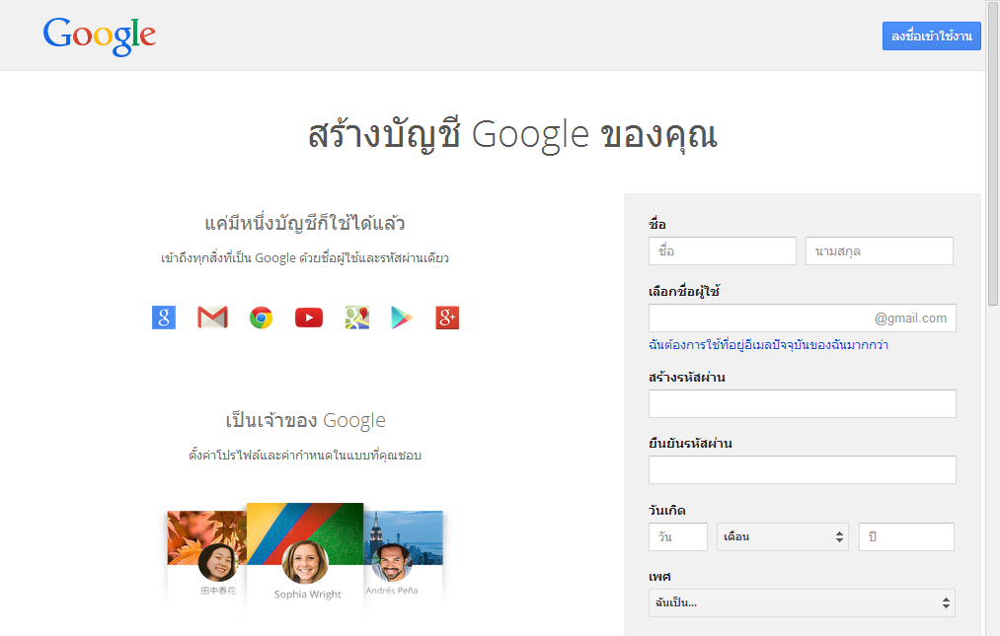 Google
ลงชื่อเข้าใช้งาน
สร้างบัญชี Google ของคุณ
แค่มีหนึ่งบัญชีก็ใช้ได้แล้ว
เข้าถึงทุกสิ่งที่เป็น Google ด้วยชื่อผู้ใช้และรหัสผ่านเดียว
g
g+
เป็นเจ้าของ Google
ตั้งค่าโปรไฟล์และค่ากำหนดในแบบที่คุณชอบ
田中春花
Sophia Wright
Andrés Peña
ชื่อ
ชื่อ
นามสกุล
เลือกชื่อผู้ใช้
@gmail.com
ฉันต้องการใช้ที่อยู่อีเมลปัจจุบันของฉันมากกว่า
สร้างรหัสผ่าน
ยืนยันรหัสผ่าน
วันเกิด
วัน
เดือน
ปี
เพศ
ฉันเป็น...